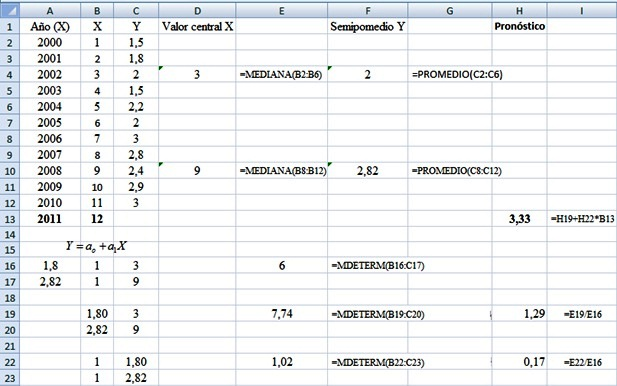 A B C D E F G H I
1 Año (X) X Y Valor central X Semipomedio Y Pronóstico
2 2000 1 1,5
3 2001 2 1,8
4 2002 3 2 3 =MEDIANA(B2:B6) 2 =PROMEDIO(C2:C6)
5 2003 4 1,5
6 2004 5 2,2
7 2005 6 2
8 2006 7 3
9 2007 8 2,8
10 2008 9 2,4 9 =MEDIANA(B8:B12) 2,82 =PROMEDIO(C8:C12)
11 2009 10 2,9
12 2010 11 3
13 2011 12 3,33 =H19+H22*B13
14
15 Y = aₒ + a₁X
16 1,8 1 3 6 =MDETERM(B16:C17)
17 2,82 1 9
18
19 1,80 3 7,74 =MDETERM(B19:C20) 1,29 =E19/E16
20 2,82 9
21
22 1 1,80 1,02 =MDETERM(B22:C23) 0,17 =E22/E16
23 1 2,82